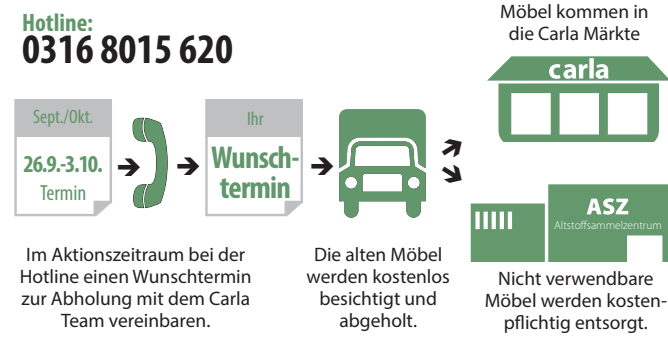 Hotline:
0316 8015 620
Möbel kommen in
die Carla Märkte
carla
Sept./Okt.
26.9.-3.10.
Termin
Ihr
Wunsch-
termin
ASZ
Altstoffsammelzentrum
Im Aktionszeitraum bei der
Hotline einen Wunschtermin
zur Abholung mit dem Carla
Team vereinbaren.
Die alten Möbel
werden kostenlos
besichtigt und
abgeholt.
Nicht verwendbare
Möbel werden kosten-
pflichtig entsorgt.